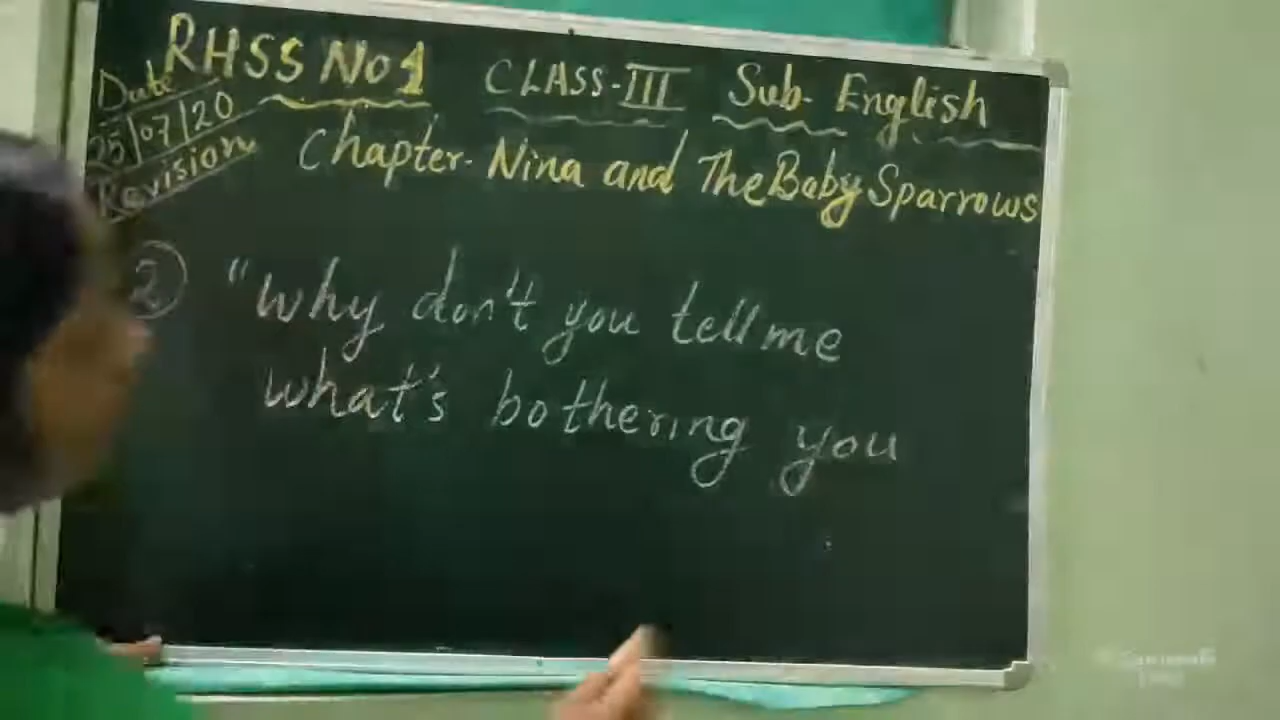 RHSS No 1 CLASS-III Sub- English
Date
25/07/20
Revision
Chapter- Nina and The Baby Sparrows
2 "Why don't you tell me
what's bothering you